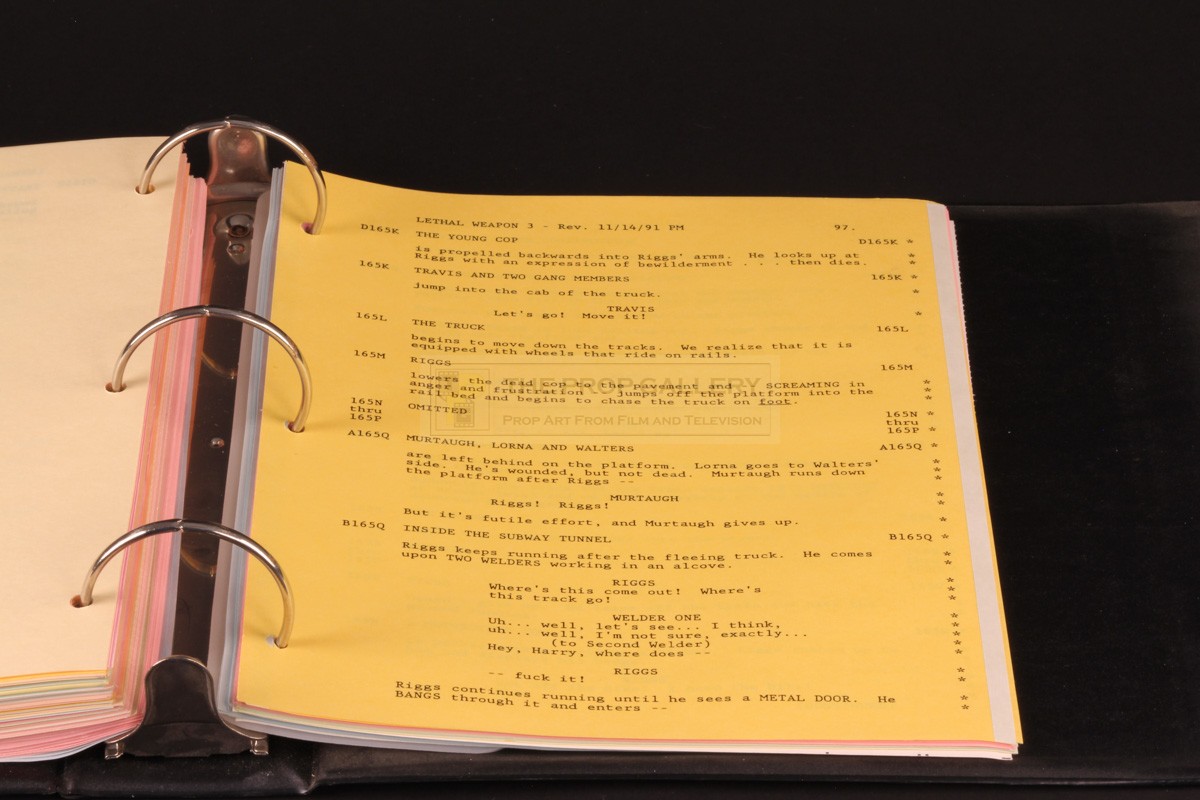 LETHAL WEAPON 3 - Rev. 11/14/91 PM 97.
D165K THE YOUNG COP D165K *
is propelled backwards into Riggs' arms. He looks up at *
Riggs with an expression of bewilderment . . . then dies. *
165K TRAVIS AND TWO GANG MEMBERS 165K *
jump into the cab of the truck. *
TRAVIS
Let's go! Move it! *
165L THE TRUCK 165L
begins to move down the tracks. We realize that it is
equipped with wheels that ride on rails.
165M RIGGS 165M
lowers the dead cop to the pavement and . . SCREAMING in *
anger and frustration jumps off the platform into the *
rail bed and begins to chase the truck on foot. *
165N OMITTED 165N *
thru thru
165P 165P *
A165Q MURTAUGH, LORNA AND WALTERS A165Q *
are left behind on the platform. Lorna goes to Walters' *
side. He's wounded, but not dead. Murtaugh runs down *
the platform after Riggs -- *
MURTAUGH *
Riggs! Riggs! *
But it's futile effort, and Murtaugh gives up. *
B165Q INSIDE THE SUBWAY TUNNEL B165Q *
Riggs keeps running after the fleeing truck. He comes *
upon TWO WELDERS working in an alcove. *
RIGGS *
Where's this come out! Where's *
this track go! *
WELDER ONE *
Uh... well, let's see... I think, *
uh... well, I'm not sure, exactly... *
(to Second Welder) *
Hey, Harry, where does -- *
RIGGS *
-- fuck it! *
Riggs continues running until he sees a METAL DOOR. He *
BANGS through it and enters -- *
THE PROP GALLERY
PROP ART FROM FILM AND TELEVISION